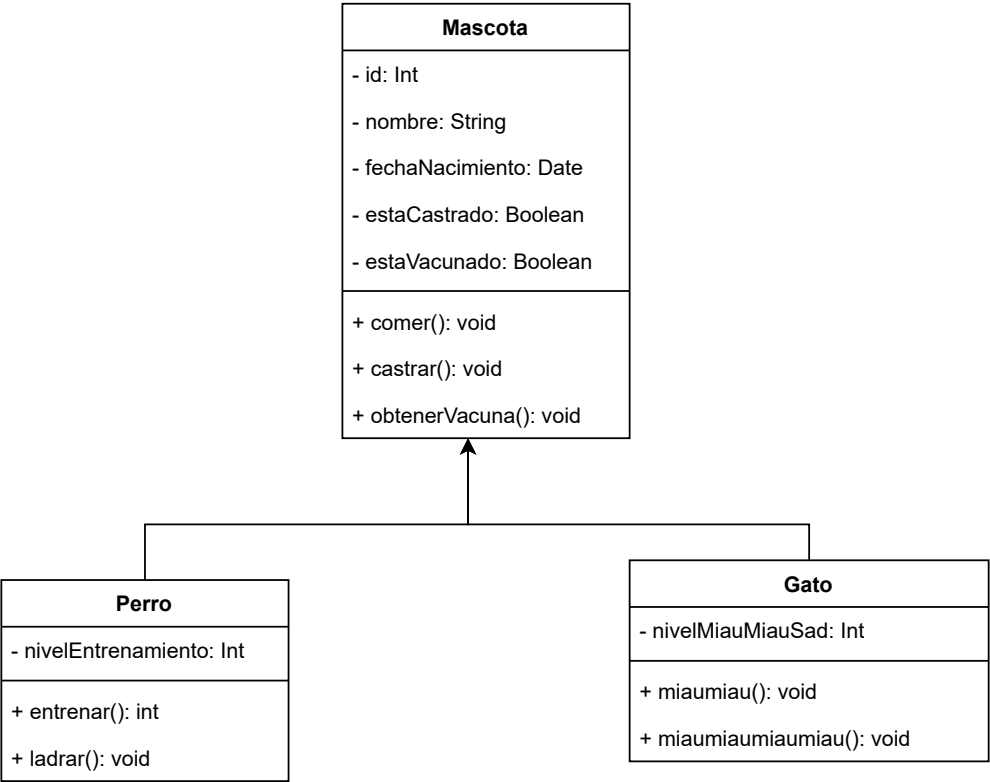 Mascota
- id: Int
- nombre: String
- fechaNacimiento: Date
- estaCastrado: Boolean
- estaVacunado: Boolean
+ comer(): void
+ castrar(): void
+ obtenerVacuna(): void
Perro
- nivelEntrenamiento: Int
+ entrenar(): int
+ ladrar(): void
Gato
- nivelMiauMiauSad: Int
+ miaumiau(): void
+ miaumiaumiaumiau(): void